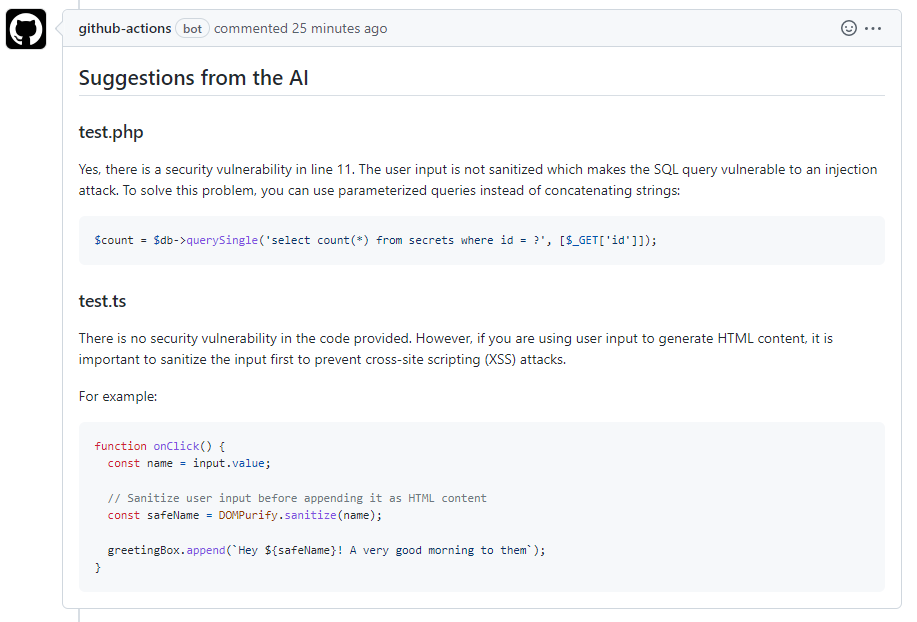 github-actions bot commented 25 minutes ago
Suggestions from the AI
test.php
Yes, there is a security vulnerability in line 11. The user input is not sanitized which makes the SQL query vulnerable to an injection
attack. To solve this problem, you can use parameterized queries instead of concatenating strings:
$count = $db->querySingle('select count(*) from secrets where id = ?', [$_GET['id']]);
test.ts
There is no security vulnerability in the code provided. However, if you are using user input to generate HTML content, it is
important to sanitize the input first to prevent cross-site scripting (XSS) attacks.
For example:
function onClick() {
  const name = input.value;
  // Sanitize user input before appending it as HTML content
  const safeName = DOMPurify.sanitize(name);
  greetingBox.append(`Hey ${safeName}! A very good morning to them`);
}